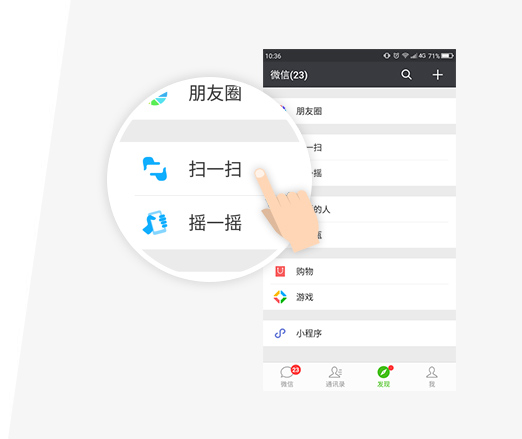 10:36
4G 71%
微信(23)
朋友圈
扫一扫
摇一摇
朋友圈
一扫
一摇
的人
瓶
购物
游戏
小程序
23
微信
通讯录
发现
我